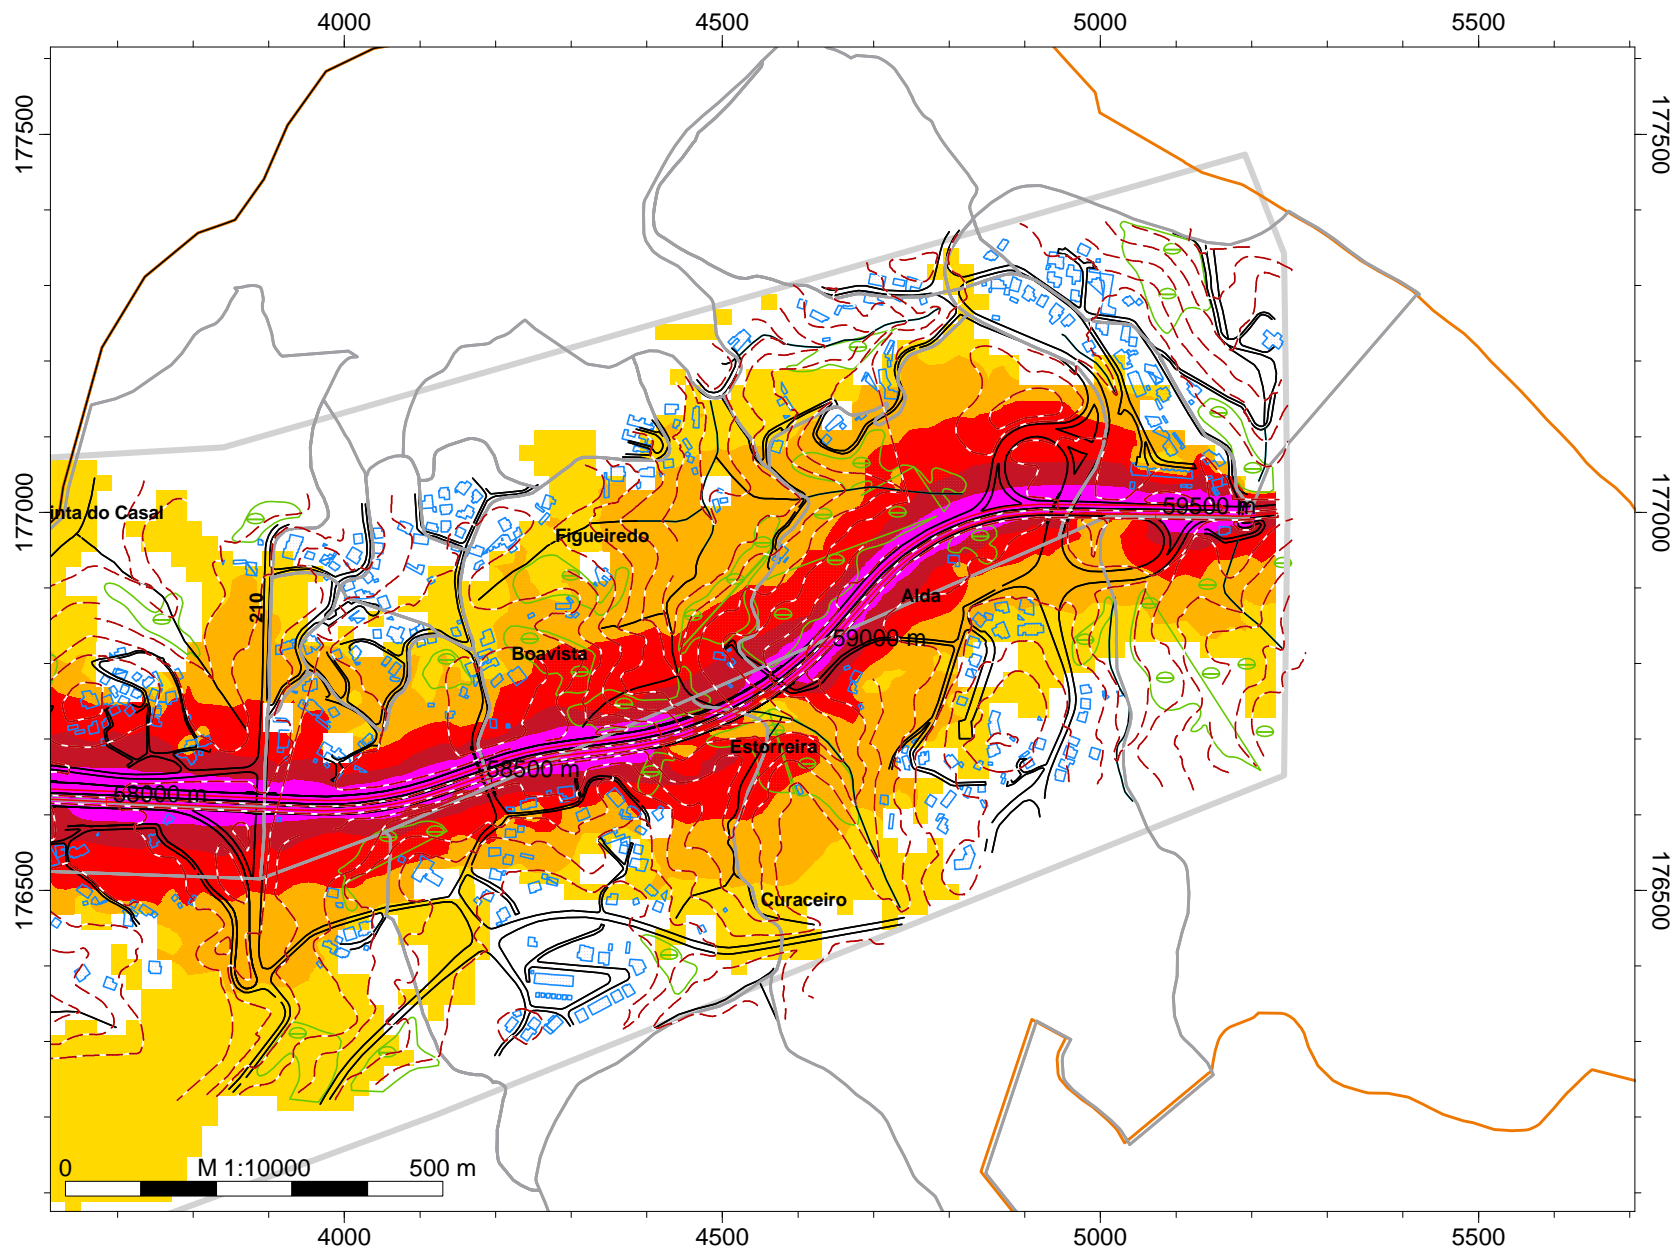 4000 4500 5000 5500
177500 177500
inta do Casal
59500 m
177000 177000
Figueiredo
210
Alda
59000 m
Boavista
Estorreira
58500 m
58000 m
176500 176500
Curaceiro
0 M 1:10000 500 m
4000 4500 5000 5500